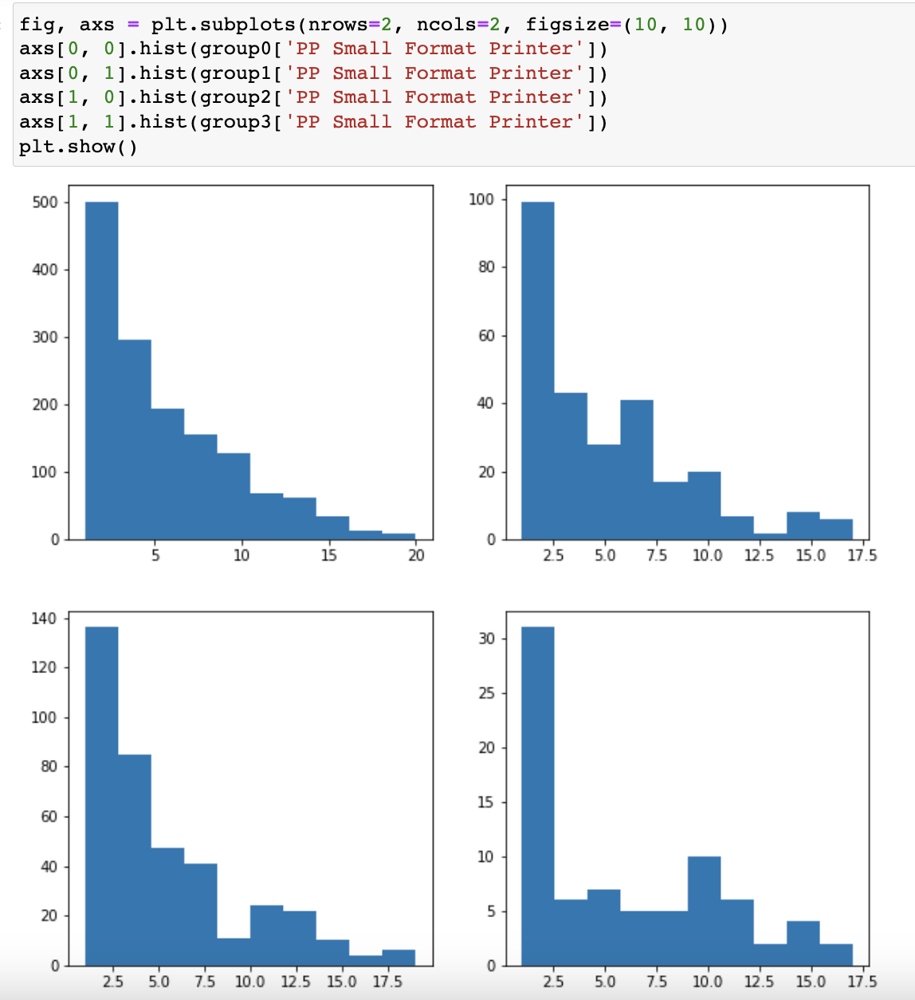 fig, axs = plt.subplots(nrows=2, ncols=2, figsize=(10, 10))
axs[0, 0].hist(group0['PP Small Format Printer'])
axs[0, 1].hist(group1['PP Small Format Printer'])
axs[1, 0].hist(group2['PP Small Format Printer'])
axs[1, 1].hist(group3['PP Small Format Printer'])
plt.show()
500
400
300
200
100
0
5 10 15 20
100
80
60
40
20
0
2.5 5.0 7.5 10.0 12.5 15.0 17.5
140
120
100
80
60
40
20
0
2.5 5.0 7.5 10.0 12.5 15.0 17.5
30
25
20
15
10
5
0
2.5 5.0 7.5 10.0 12.5 15.0 17.5